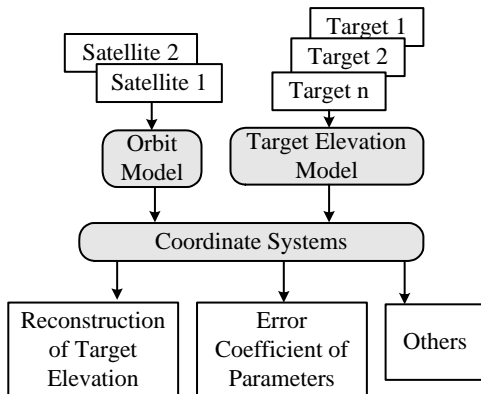 Satellite 2
Satellite 1
Target 1
Target 2
Target n
Orbit
Model
Target Elevation
Model
Coordinate Systems
Reconstruction
of Target
Elevation
Error
Coefficient of
Parameters
Others